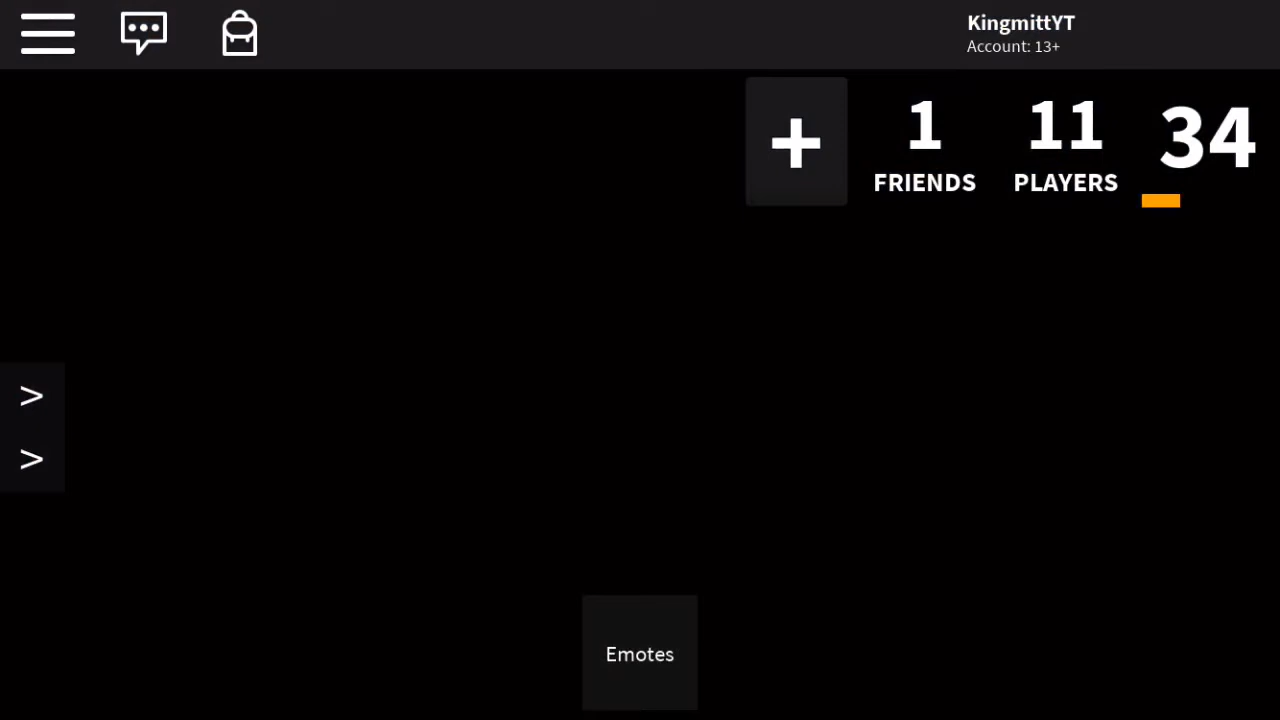 KingmittYT
Account: 13+
+
1
11
34
FRIENDS
PLAYERS
>
>
Emotes